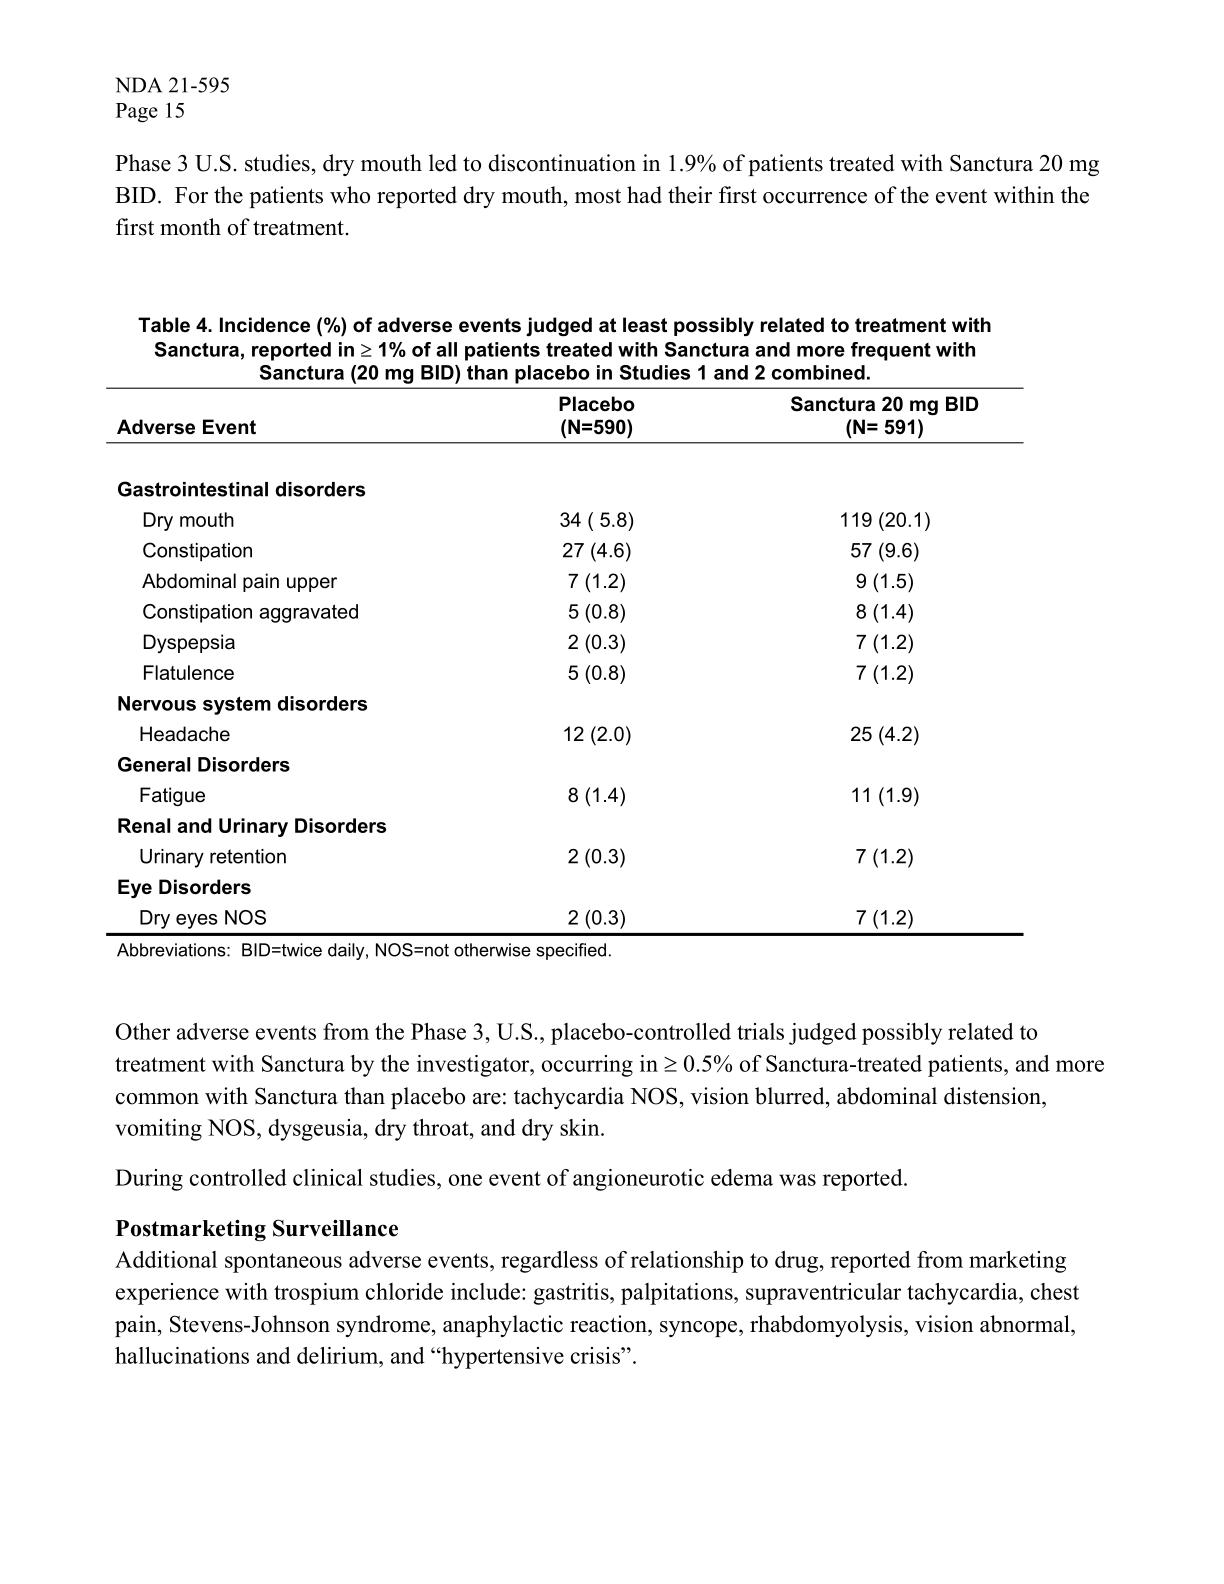 NDA 21-595
Page 15
Phase 3 U.S. studies, dry mouth led to discontinuation in 1.9% of patients treated with Sanctura 20 mg
BID.  For the patients who reported dry mouth, most had their first occurrence of the event within the
first month of treatment.
Table 4. Incidence (%) of adverse events judged at least possibly related to treatment with
Sanctura, reported in ≥ 1% of all patients treated with Sanctura and more frequent with
Sanctura (20 mg BID) than placebo in Studies 1 and 2 combined.
Placebo Sanctura 20 mg BID
Adverse Event (N=590) (N= 591)
Gastrointestinal disorders
Dry mouth 34 ( 5.8) 119 (20.1)
Constipation 27 (4.6) 57 (9.6)
Abdominal pain upper 7 (1.2) 9 (1.5)
Constipation aggravated 5 (0.8) 8 (1.4)
Dyspepsia 2 (0.3) 7 (1.2)
Flatulence 5 (0.8) 7 (1.2)
Nervous system disorders
Headache 12 (2.0) 25 (4.2)
General Disorders
Fatigue 8 (1.4) 11 (1.9)
Renal and Urinary Disorders
Urinary retention 2 (0.3) 7 (1.2)
Eye Disorders
Dry eyes NOS 2 (0.3) 7 (1.2)
Abbreviations:  BID=twice daily, NOS=not otherwise specified.
Other adverse events from the Phase 3, U.S., placebo-controlled trials judged possibly related to
treatment with Sanctura by the investigator, occurring in ≥ 0.5% of Sanctura-treated patients, and more
common with Sanctura than placebo are: tachycardia NOS, vision blurred, abdominal distension,
vomiting NOS, dysgeusia, dry throat, and dry skin.
During controlled clinical studies, one event of angioneurotic edema was reported.
Postmarketing Surveillance
Additional spontaneous adverse events, regardless of relationship to drug, reported from marketing
experience with trospium chloride include: gastritis, palpitations, supraventricular tachycardia, chest
pain, Stevens-Johnson syndrome, anaphylactic reaction, syncope, rhabdomyolysis, vision abnormal,
hallucinations and delirium, and “hypertensive crisis”.